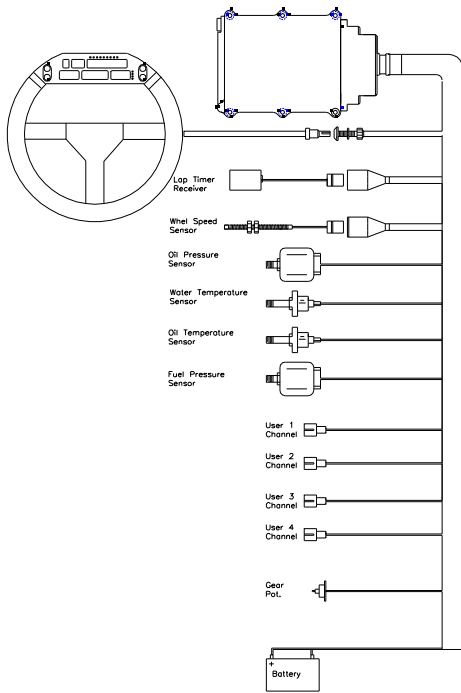 Lap Timer
Receiver
Whel Speed
Sensor
Oil Pressure
Sensor
Water Temperature
Sensor
Oil Temperature
Sensor
Fuel Pressure
Sensor
User 1
Channel
User 2
Channel
User 3
Channel
User 4
Channel
Gear
Pot.
+
Battery